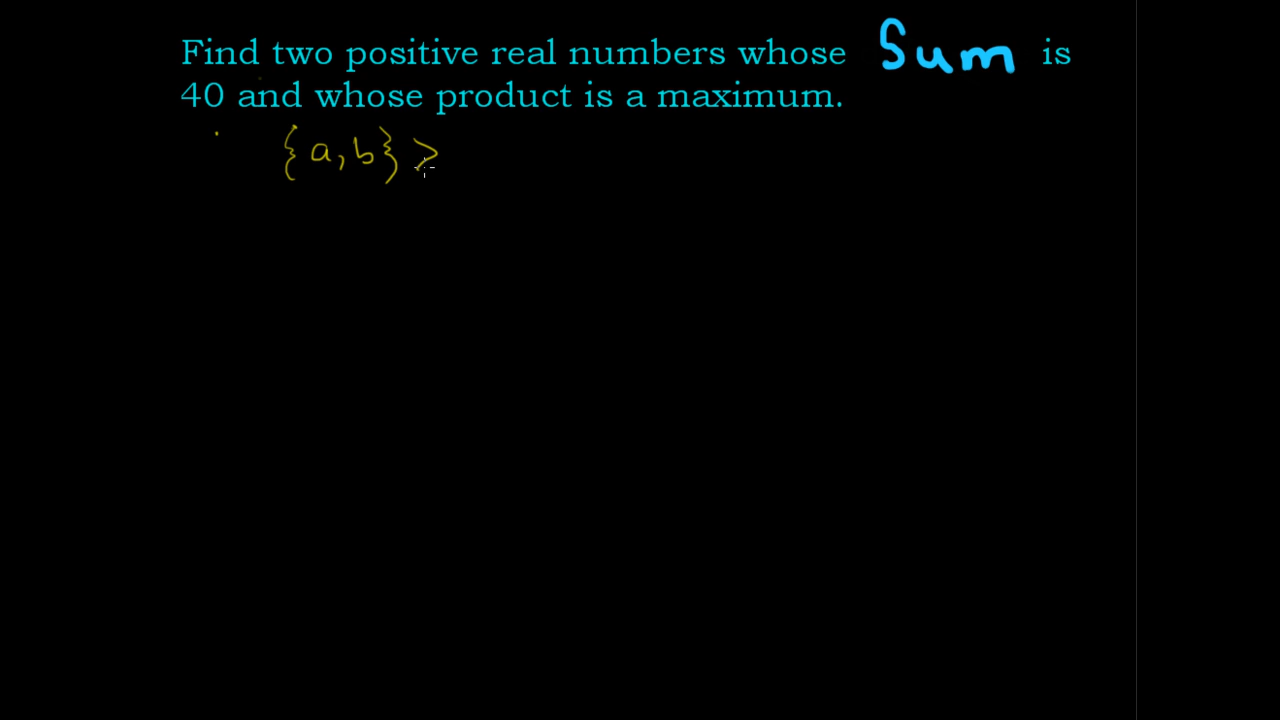 Find two positive real numbers whose Sum is
40 and whose product is a maximum.
{a,b} >